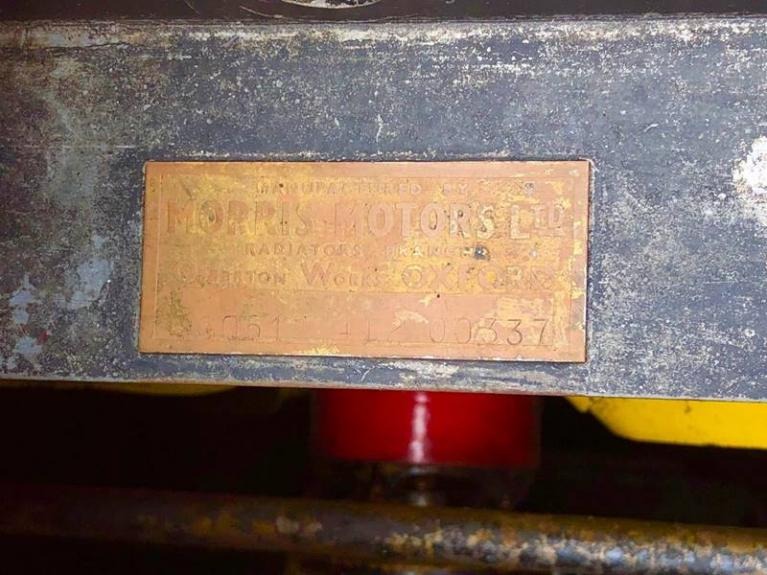 MANUFACTURED BY
MORRIS MOTORS LTD
RADIATORS BRANCH
WORKS OXFORD
00337